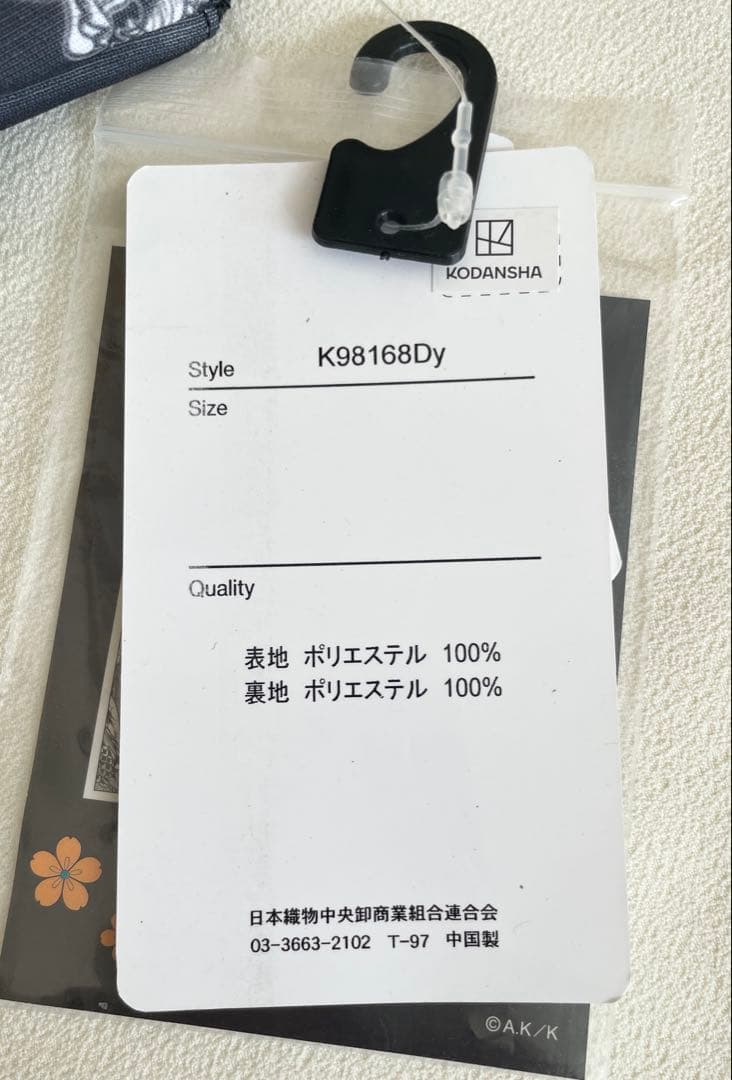 KODANSHA
Style K98168Dy
Size
Quality
表地 ポリエステル 100%
裏地 ポリエステル 100%
日本織物中央卸商業組合連合会
03-3663-2102 T-97 中国製
©A.K/K